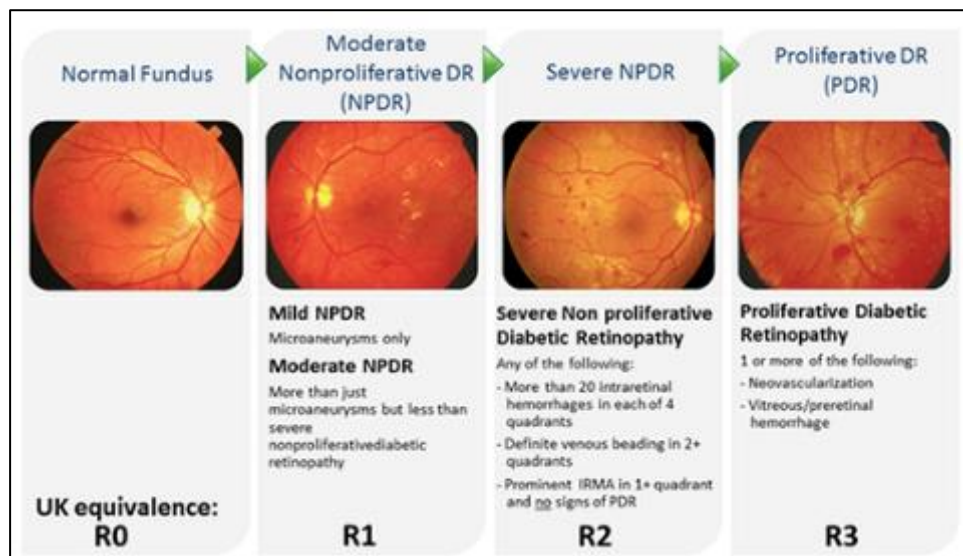 Normal Fundus
Moderate
Nonproliferative DR
(NPDR)
Severe NPDR
Proliferative DR
(PDR)
Mild NPDR
Microaneurysms only
Moderate NPDR
More than just
microaneurysms but less than
severe
nonproliferativediabetic
retinopathy
Severe Non proliferative
Diabetic Retinopathy
Any of the following:
- More than 20 intraretinal
hemorrhages in each of 4
quadrants
- Definite venous beading in 2+
quadrants
- Prominent IRMA in 1+ quadrant
and no signs of PDR
Proliferative Diabetic
Retinopathy
1 or more of the following:
- Neovascularization
- Vitreous/preretinal
hemorrhage
UK equivalence:
R0
R1
R2
R3